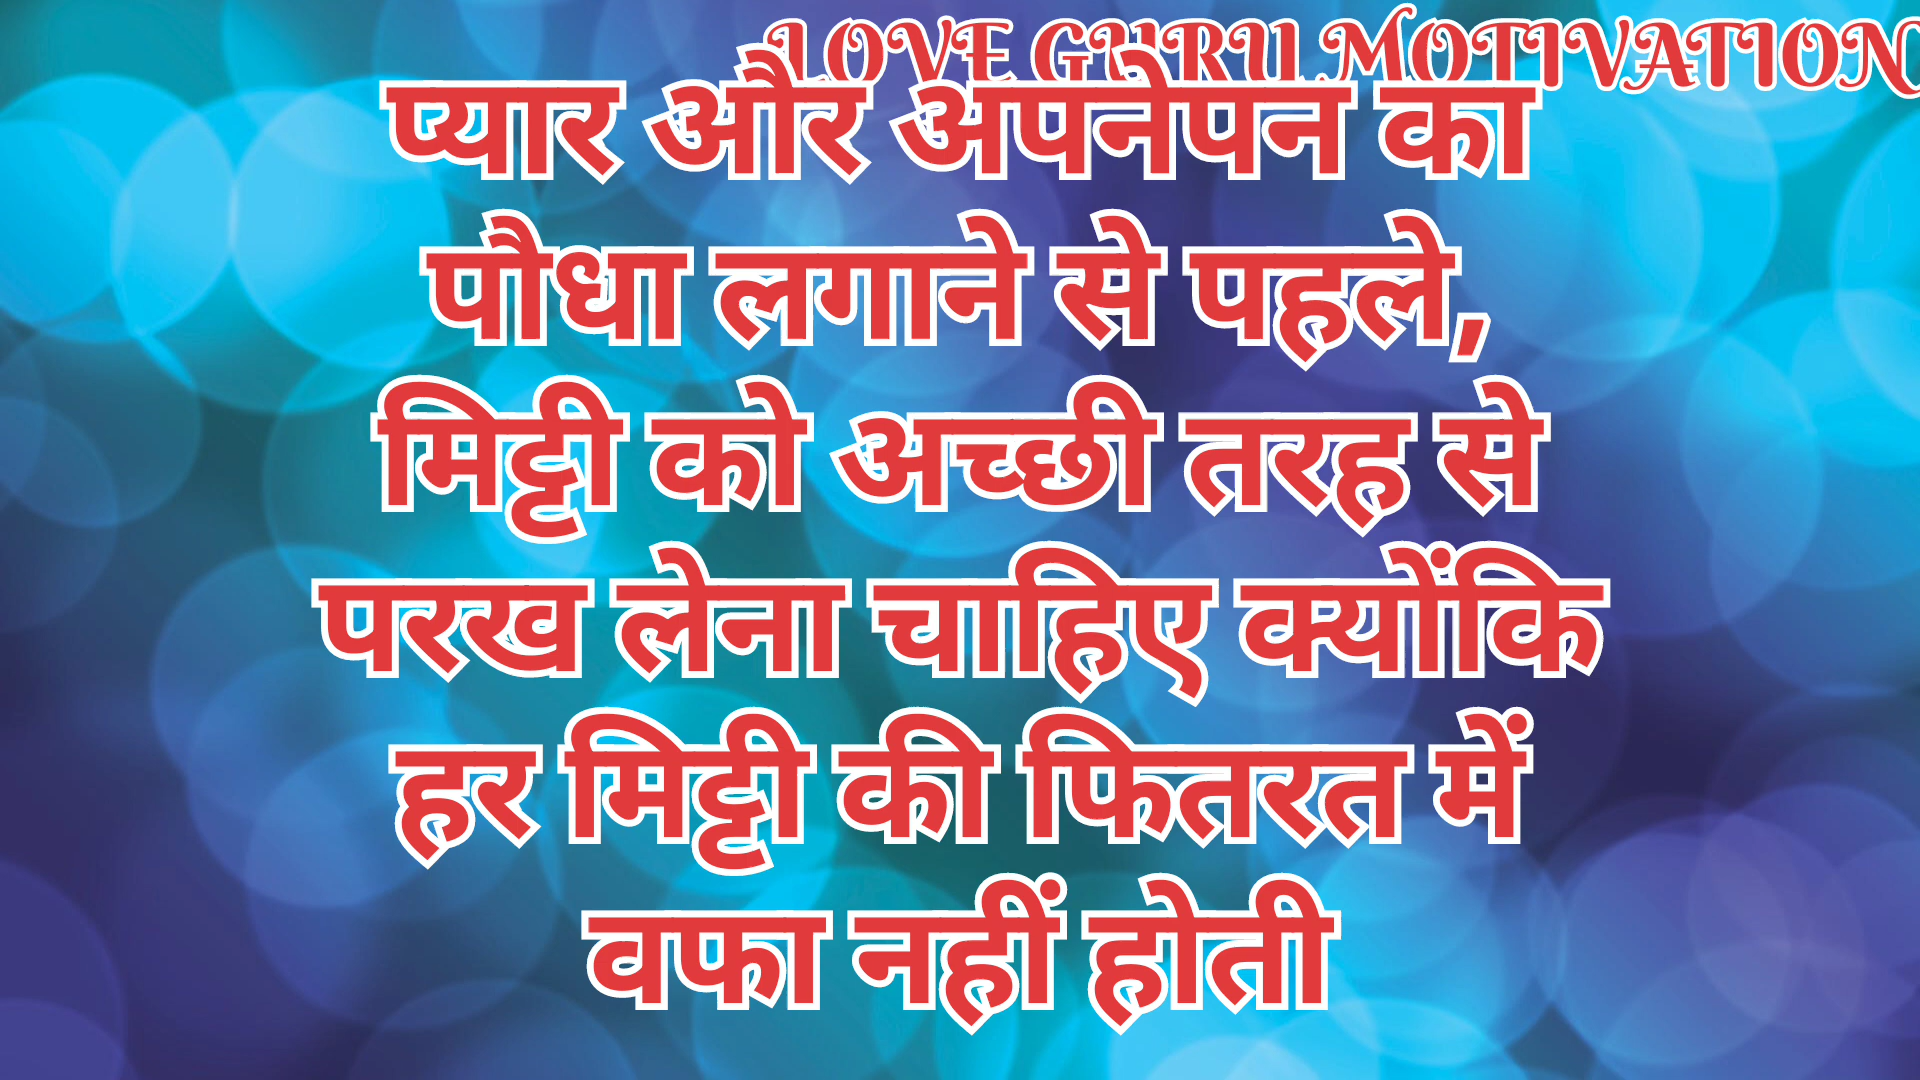 LOVE GURU MOTIVATION
प्यार और अपनेपन का
पौधा लगाने से पहले,
मिट्टी को अच्छी तरह से
परख लेना चाहिए क्योंकि
हर मिट्टी की फितरत में
वफा नहीं होती